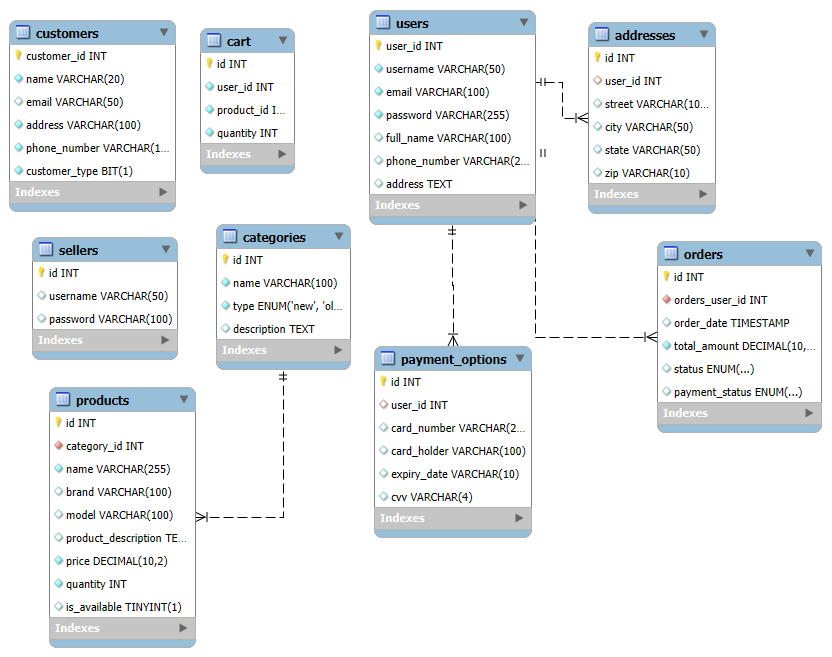 customers
customer_id INT
name VARCHAR(20)
email VARCHAR(50)
address VARCHAR(100)
phone_number VARCHAR(1...
customer_type BIT(1)
Indexes
cart
id INT
user_id INT
product_id I...
quantity INT
Indexes
users
user_id INT
username VARCHAR(50)
email VARCHAR(100)
password VARCHAR(255)
full_name VARCHAR(100)
phone_number VARCHAR(2...
address TEXT
Indexes
addresses
id INT
user_id INT
street VARCHAR(10...
city VARCHAR(50)
state VARCHAR(50)
zip VARCHAR(10)
Indexes
sellers
id INT
username VARCHAR(50)
password VARCHAR(100)
Indexes
categories
id INT
name VARCHAR(100)
type ENUM('new', 'ol...
description TEXT
Indexes
orders
id INT
orders_user_id INT
order_date TIMESTAMP
total_amount DECIMAL(10,...
status ENUM(...)
payment_status ENUM(...)
Indexes
products
id INT
category_id INT
name VARCHAR(255)
brand VARCHAR(100)
model VARCHAR(100)
product_description TE...
price DECIMAL(10,2)
quantity INT
is_available TINYINT(1)
Indexes
payment_options
id INT
user_id INT
card_number VARCHAR(2...
card_holder VARCHAR(100)
expiry_date VARCHAR(10)
cvv VARCHAR(4)
Indexes